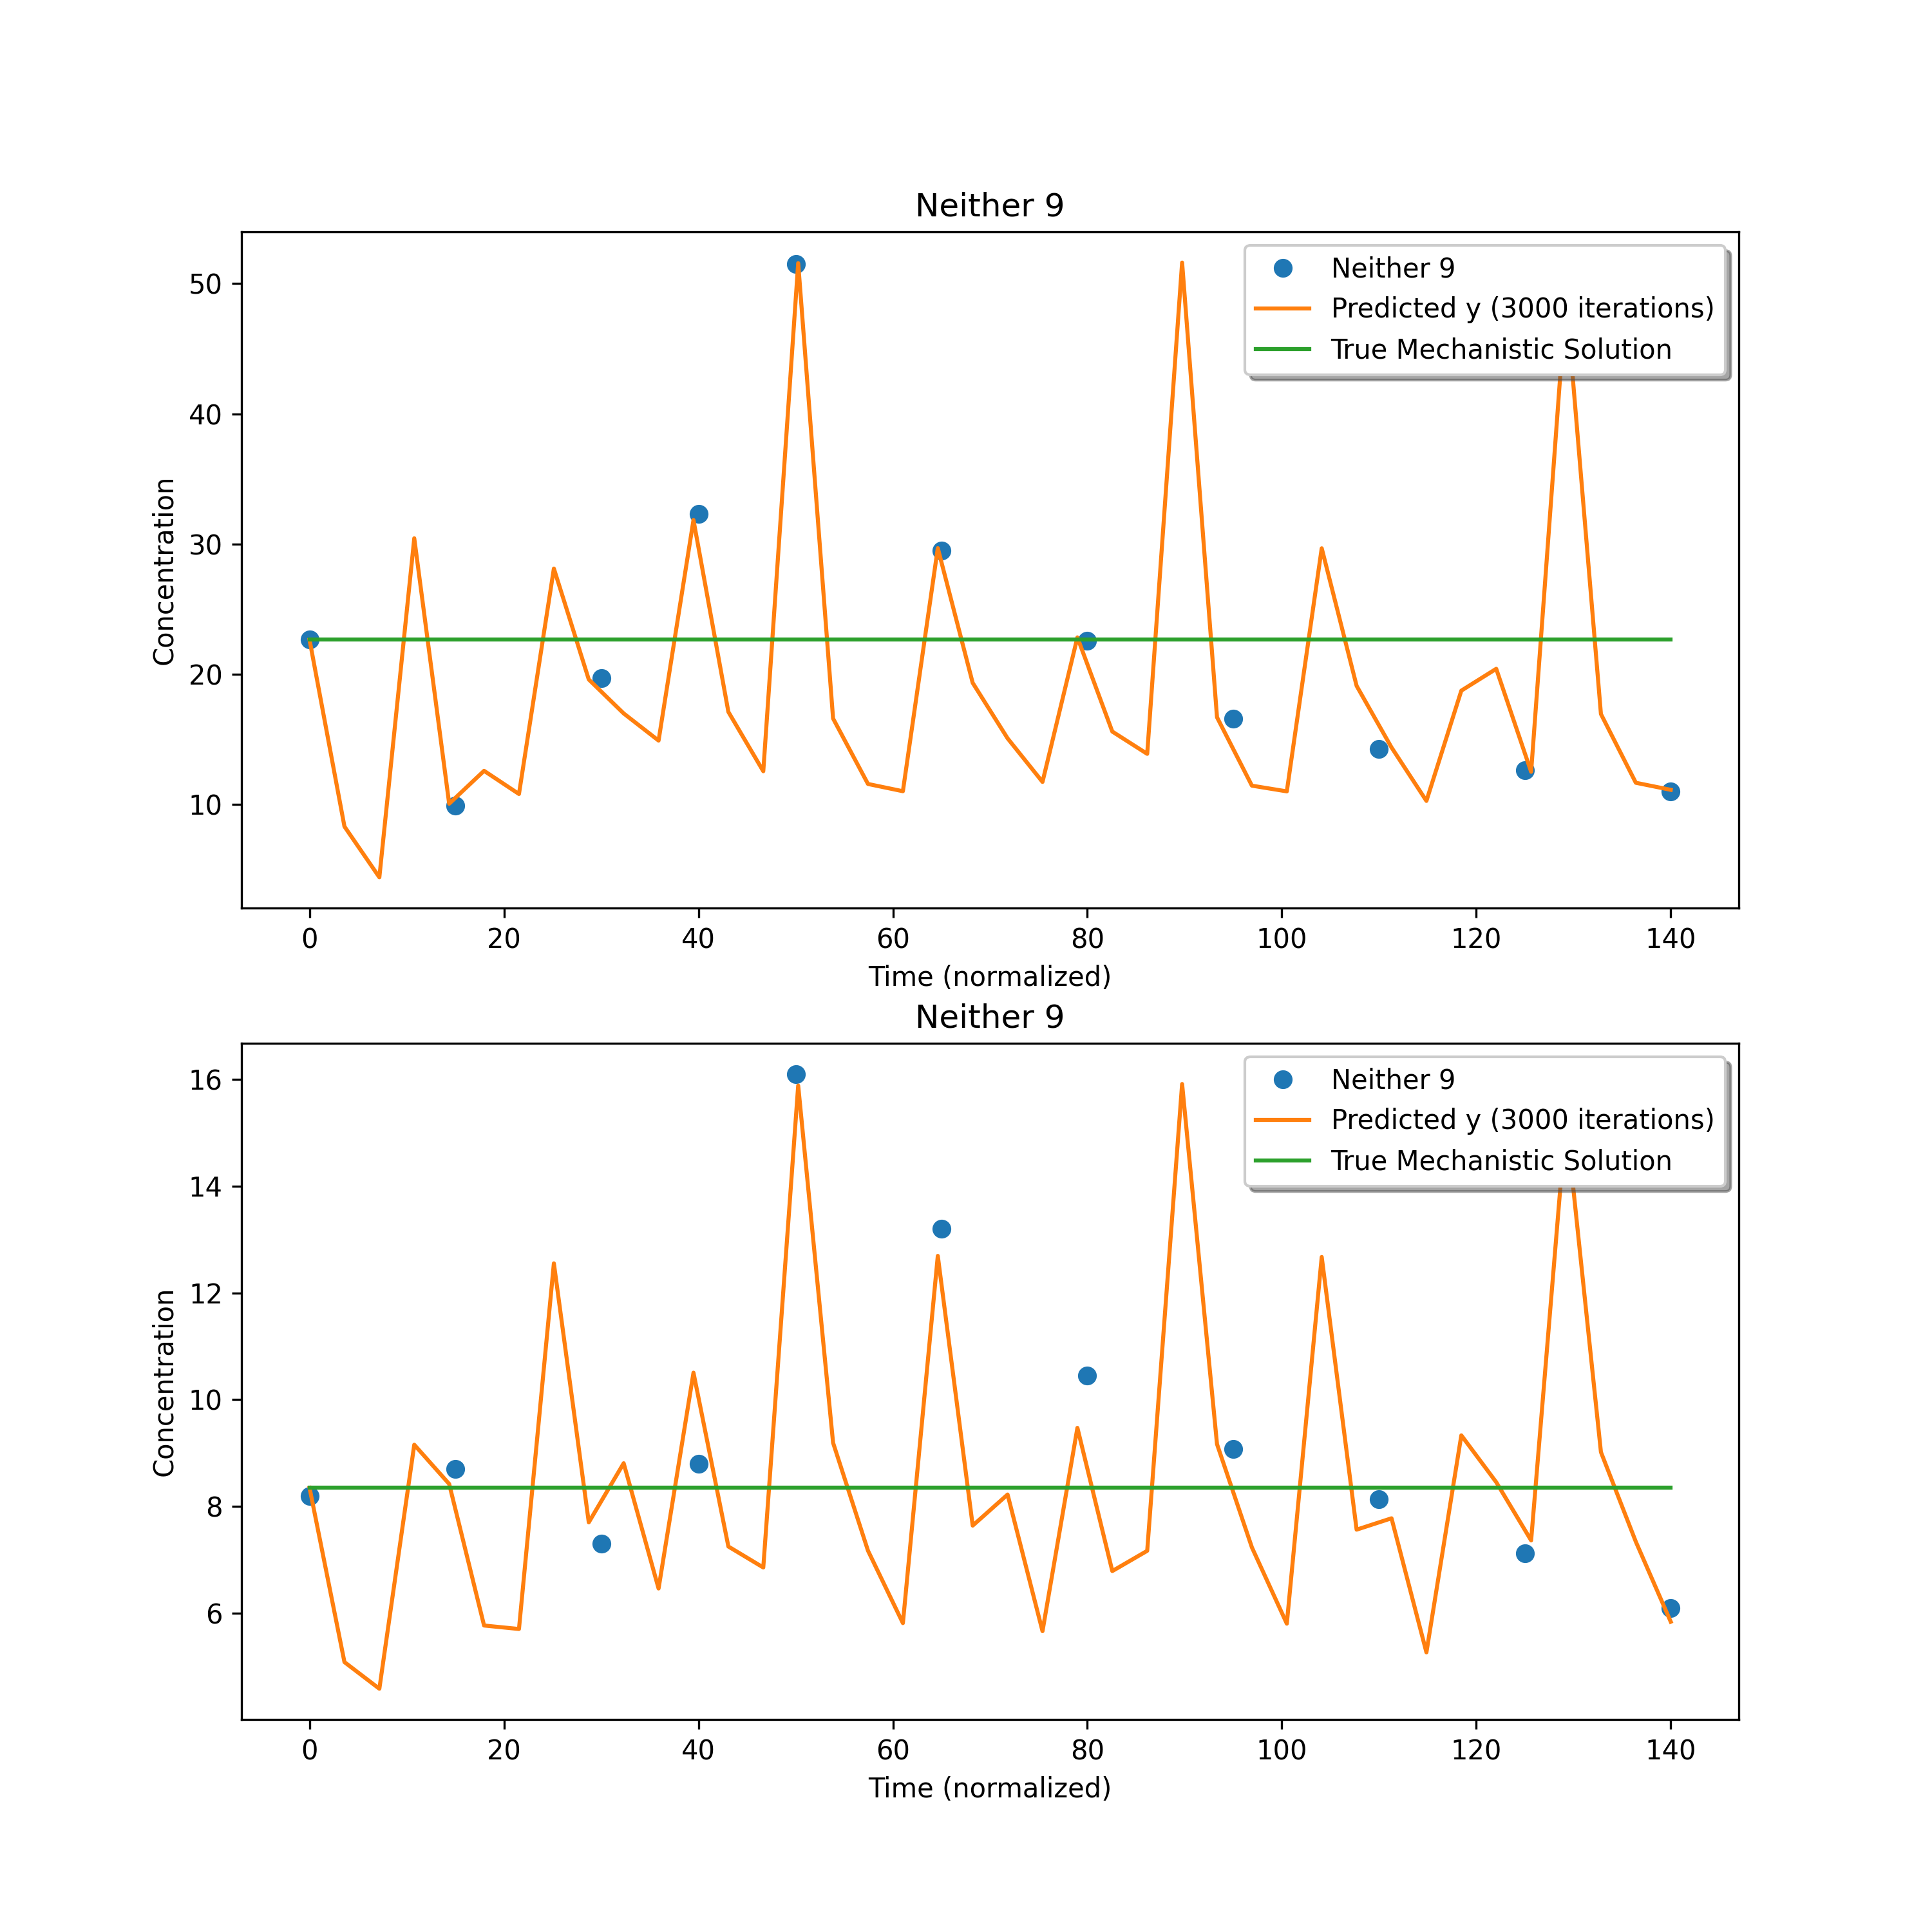 Neither 9
50
40
30
20
10
Concentration
Neither 9
Predicted y (3000 iterations)
True Mechanistic Solution
0 20 40 60 80 100 120 140
Time (normalized)
Neither 9
16
14
12
10
8
6
Concentration
Neither 9
Predicted y (3000 iterations)
True Mechanistic Solution
0 20 40 60 80 100 120 140
Time (normalized)